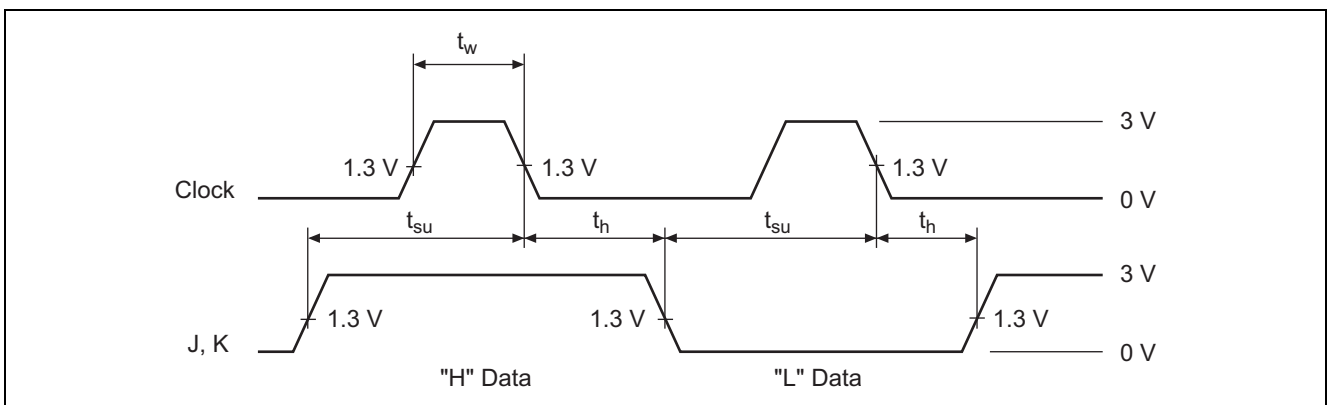 t_w
3 V
1.3 V 1.3 V 1.3 V
Clock
0 V
t_su t_h t_su t_h
3 V
1.3 V 1.3 V 1.3 V
J, K
0 V
"H" Data "L" Data